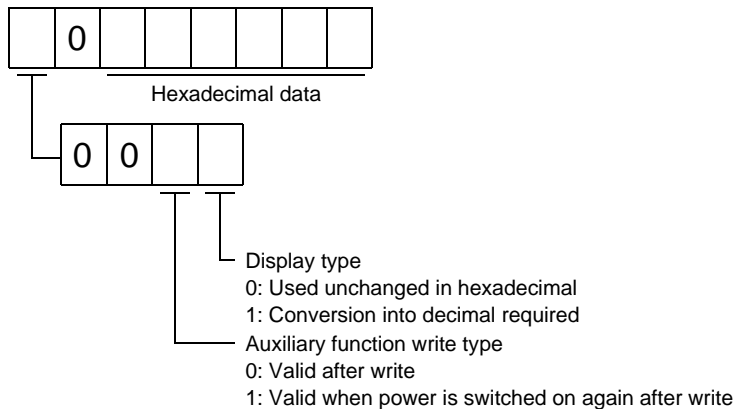 0
Hexadecimal data
0 0
Display type
0: Used unchanged in hexadecimal
1: Conversion into decimal required
Auxiliary function write type
0: Valid after write
1: Valid when power is switched on again after write